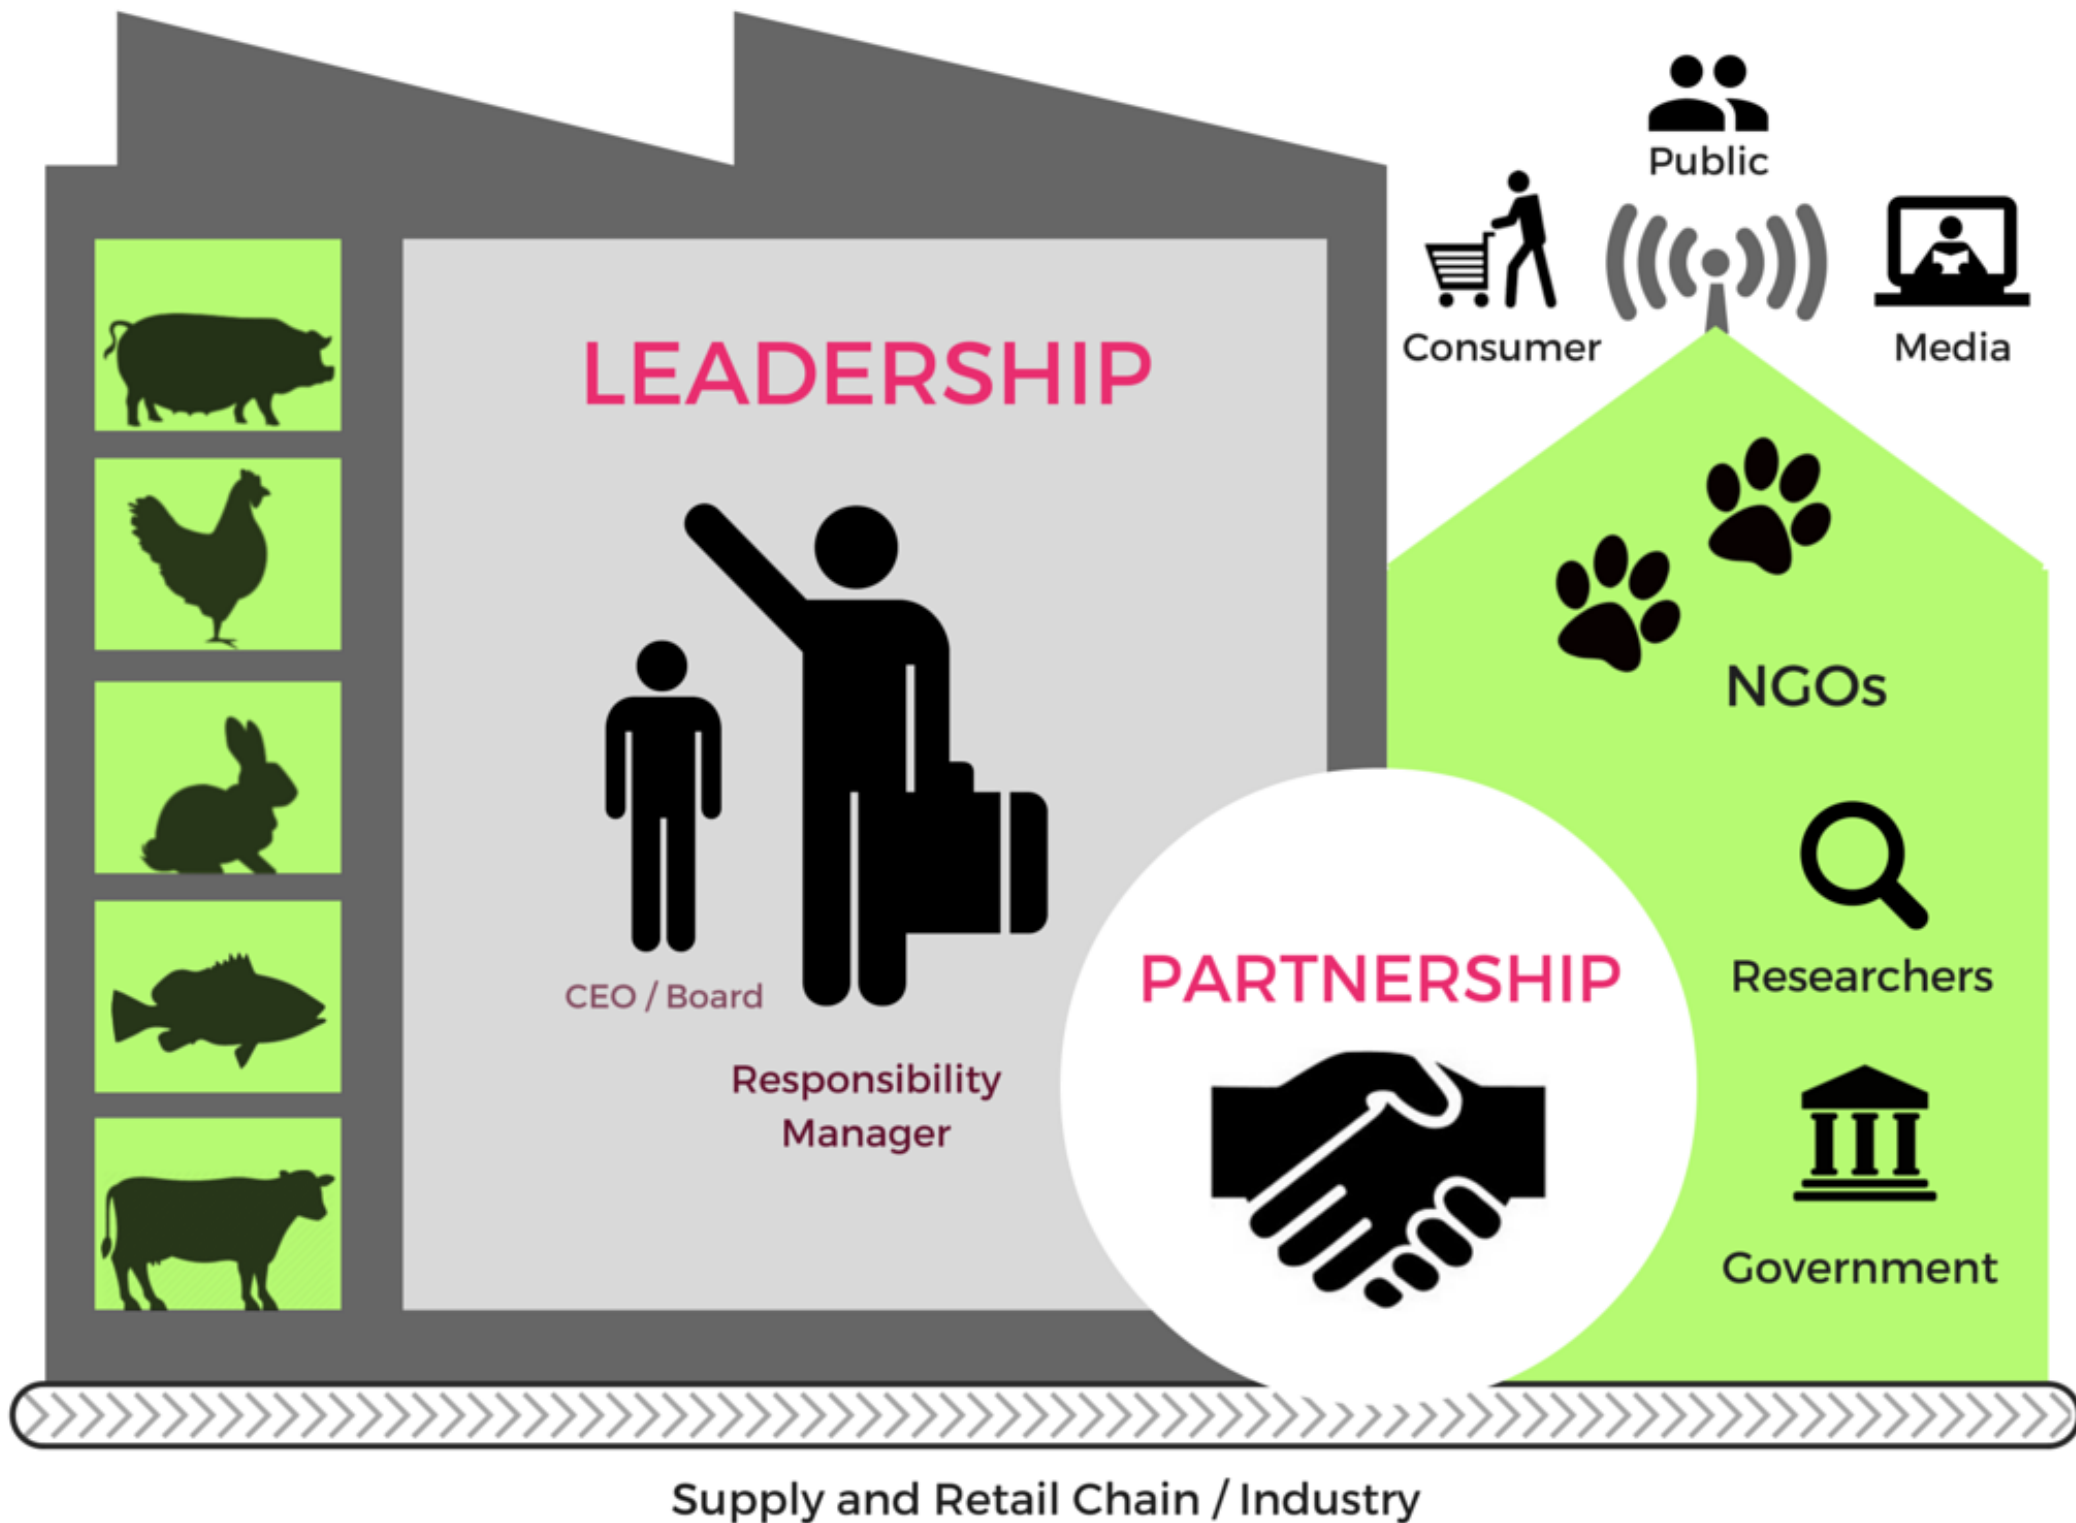 Public
Consumer
Media
LEADERSHIP
NGOs
CEO / Board
Responsibility
Manager
PARTNERSHIP
Researchers
Government
Supply and Retail Chain / Industry